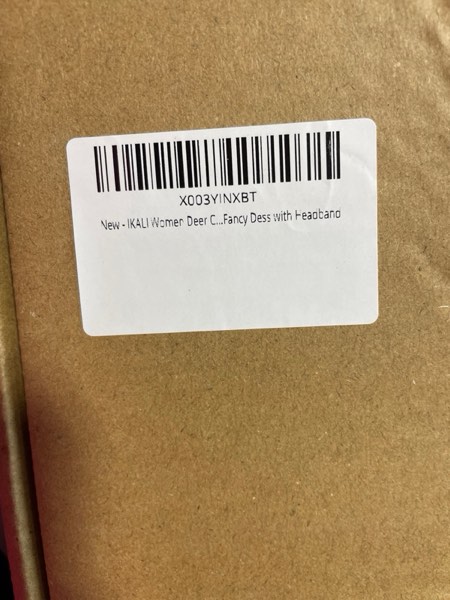 X003YINXBT
New - IKALI Women Deer C...Fancy Dess with Headband